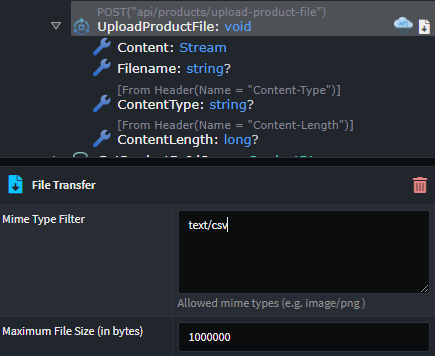 POST("api/products/upload-product-file")
UploadProductFile: void
API
Content: Stream
Filename: string?
[From Header(Name = "Content-Type")]
ContentType: string?
[From Header(Name = "Content-Length")]
ContentLength: long?
File Transfer
Mime Type Filter
text/csv
Allowed mime types (e.g. image/png )
Maximum File Size (in bytes)
1000000